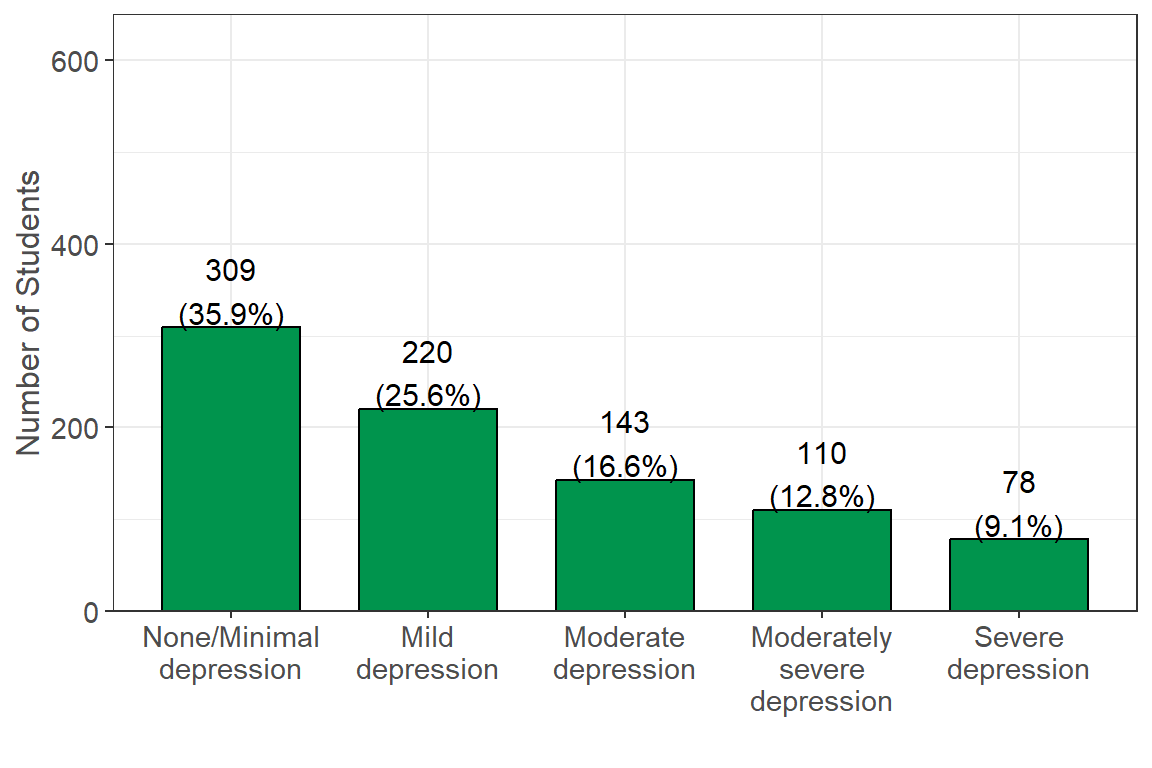 Number of Students
600
400
200
0
309
(35.9%)
220
(25.6%)
143
(16.6%)
110
(12.8%)
78
(9.1%)
None/Minimal
depression
Mild
depression
Moderate
depression
Moderately
severe
depression
Severe
depression